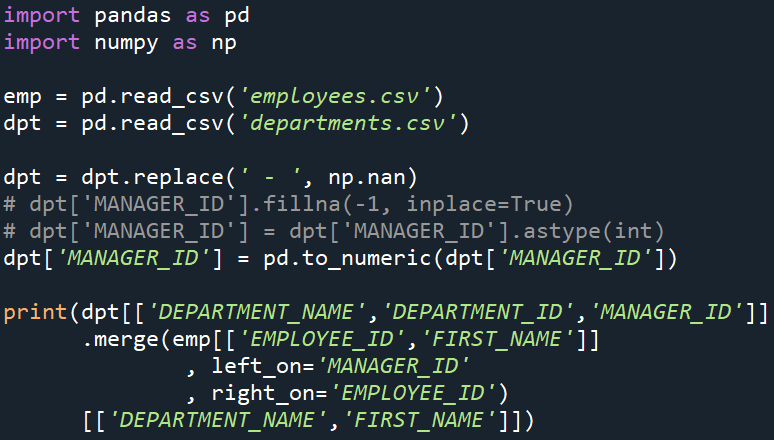 import pandas as pd
import numpy as np

emp = pd.read_csv('employees.csv')
dpt = pd.read_csv('departments.csv')

dpt = dpt.replace(' - ', np.nan)
# dpt['MANAGER_ID'].fillna(-1, inplace=True)
# dpt['MANAGER_ID'] = dpt['MANAGER_ID'].astype(int)
dpt['MANAGER_ID'] = pd.to_numeric(dpt['MANAGER_ID'])

print(dpt[['DEPARTMENT_NAME','DEPARTMENT_ID','MANAGER_ID']]
      .merge(emp[['EMPLOYEE_ID','FIRST_NAME']]
              , left_on='MANAGER_ID'
              , right_on='EMPLOYEE_ID')
      [['DEPARTMENT_NAME','FIRST_NAME']])